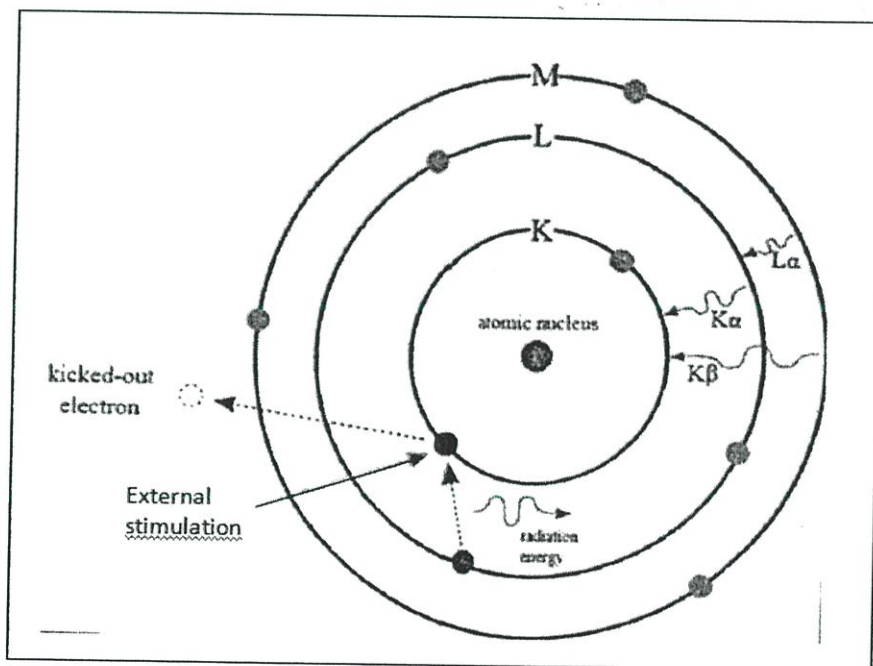 M
L
K
Lα
Kα
atomic nucleus
Kβ
kicked-out
electron
External
stimulation
radiation
energy